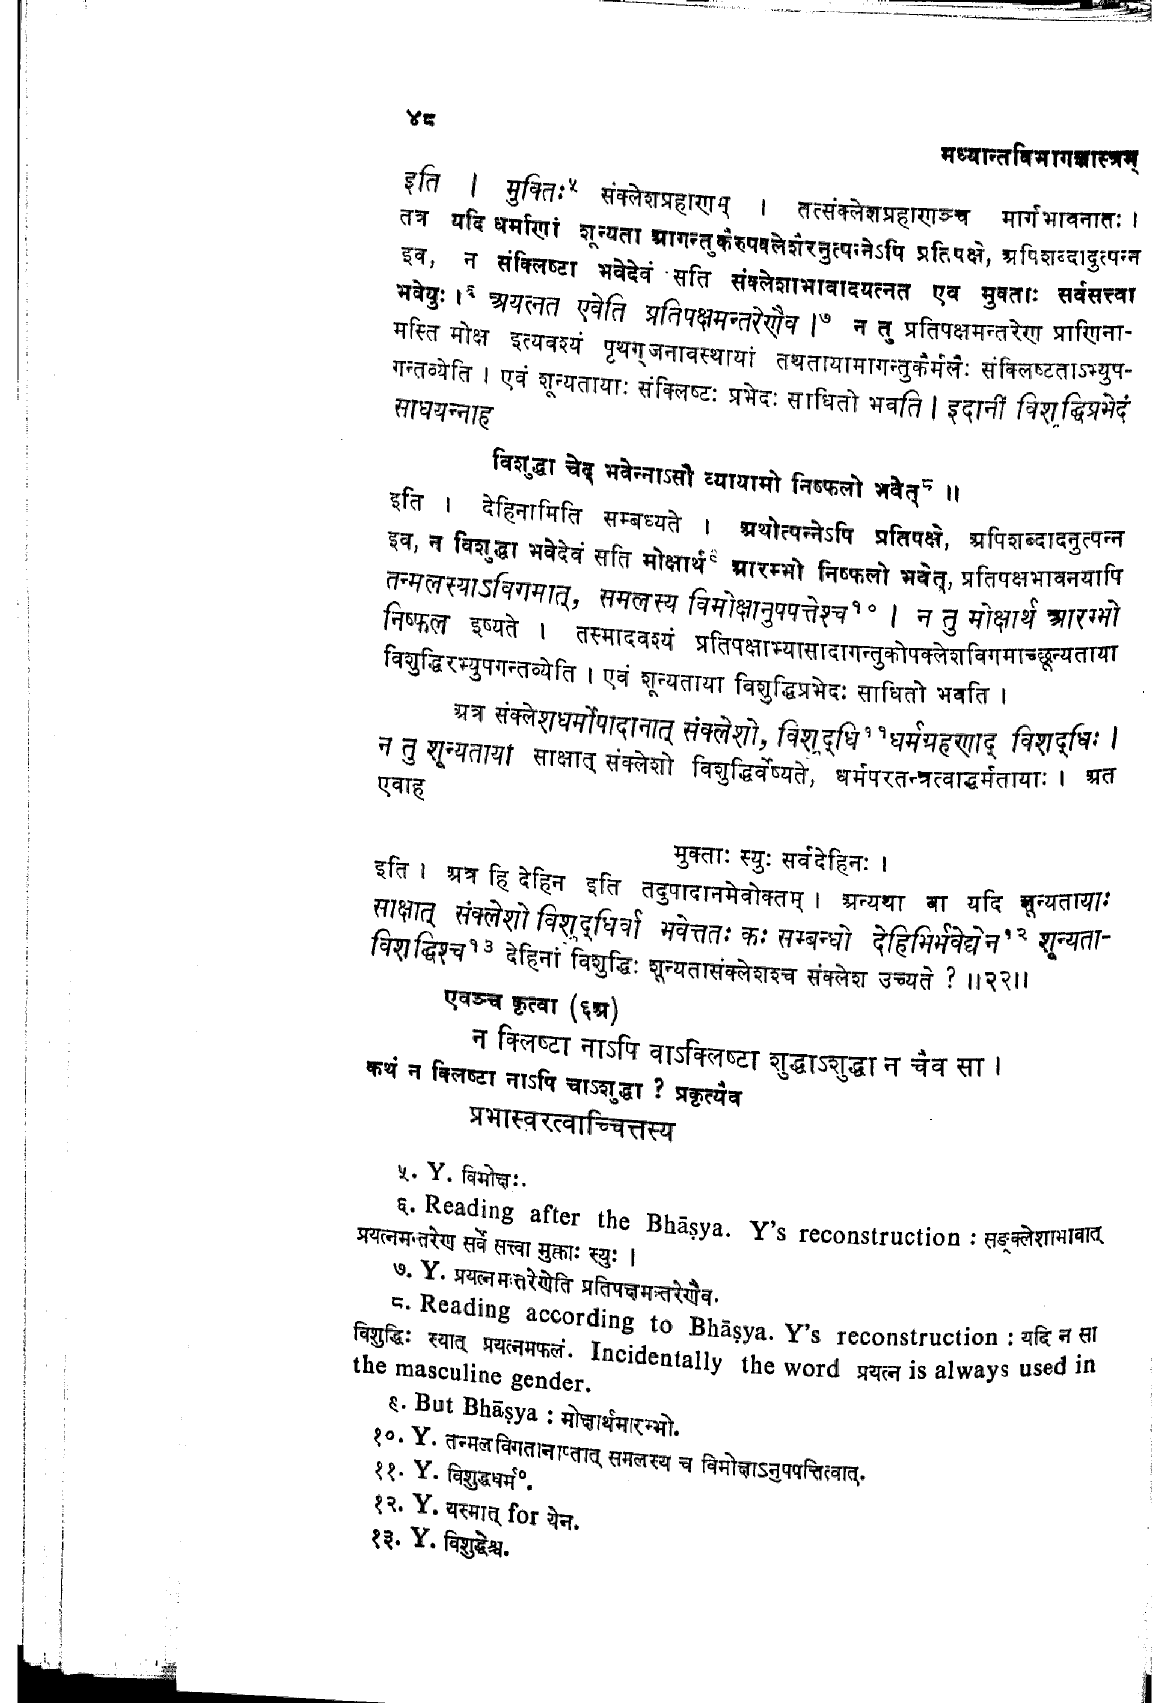 ४८
मध्यान्तविभागशास्त्रम्
इति । मुक्तिः⁵ संक्लेशप्रहाणम् । तत्संक्लेशप्रहाणञ्च मार्गभावनातः ।
तत्र यदि धर्माणां शून्यता आगन्तुकैरुपक्लेशैरनुत्पन्नेऽपि प्रतिपक्षे, अपिशब्दादुत्पन्न
इव, न संक्लिष्टा भवेदेवं सति संक्लेशाभावादयत्नत एव मुक्ताः सर्वसत्त्वा
भवेयुः ।६ अयत्नत एवेति प्रतिपक्षमन्तरेणैव ।७ न तु प्रतिपक्षमन्तरेण प्राणिना-
मस्ति मोक्ष इत्यवश्यं पृथग्जनावस्थायां तथतायामागन्तुकैर्मलैः संक्लिष्टताऽभ्युप-
गन्तव्येति । एवं शून्यतायाः संक्लिष्टः प्रभेदः साधितो भवति । इदानीं विशुद्धिप्रभेदं
साधयन्नाह
विशुद्धा चेद् भवेन्नाऽसौ व्यायामो निष्फलो भवेत्८ ॥
इति । देहिनामिति सम्बध्यते । अथोत्पन्नेऽपि प्रतिपक्षे, अपिशब्दादनुत्पन्न
इव, न विशुद्धा भवेदेवं सति मोक्षार्थ९ आरम्भो निष्फलो भवेत्, प्रतिपक्षभावनयापि
तन्मलस्याऽविगमात्, समलस्य विमोक्षानुपपत्तेश्च१० । न तु मोक्षार्थ आरम्भो
निष्फल इष्यते । तस्मादवश्यं प्रतिपक्षाभ्यासादागन्तुकोपक्लेशविगमाच्छून्यताया
विशुद्धिरभ्युपगन्तव्येति । एवं शून्यताया विशुद्धिप्रभेदः साधितो भवति ।
अत्र संक्लेशधर्मोपादानात् संक्लेशो, विशुद्धि११धर्मग्रहणाद् विशुद्धिः ।
न तु शून्यतायां साक्षात् संक्लेशो विशुद्धिर्वेष्यते, धर्मपरतन्त्रत्वाद्धर्मतायाः । अत
एवाह
मुक्ताः स्युः सर्वदेहिनः ।
इति । अत्र हि देहिन इति तदुपादानमेवोक्तम् । अन्यथा वा यदि शून्यतायाः
साक्षात् संक्लेशो विशुद्धिर्वा भवेत्ततः कः सम्बन्धो देहिभिर्भवेद्येन१२ शून्यता-
विशुद्धिश्च१३ देहिनां विशुद्धिः शून्यतासंक्लेशश्च संक्लेश उच्यते ? ॥२२॥
एवञ्च कृत्वा (६अ)
न क्लिष्टा नाऽपि वाऽक्लिष्टा शुद्धाऽशुद्धा न चैव सा ।
कथं न क्लिष्टा नाऽपि चाऽशुद्धा ? प्रकृत्यैव
प्रभास्वरत्वाच्चित्तस्य
५. Y. विमोक्षः.
६. Reading after the Bhāṣya. Y's reconstruction : सङ्क्लेशाभावात्
प्रयत्नमन्तरेण सर्वे सत्त्वा मुक्ताः स्युः ।
७. Y. प्रयत्नमन्तरेणेति प्रतिपक्षमन्तरेणैव.
८. Reading according to Bhāṣya. Y's reconstruction : यदि न सा
विशुद्धिः स्यात् प्रयत्नमफलं. Incidentally the word प्रयत्न is always used in
the masculine gender.
९. But Bhāṣya : मोक्षार्थमारम्भो.
१०. Y. तन्मलविगतानाप्तात् समलस्य च विमोक्षाऽनुपपत्तित्वात्.
११. Y. विशुद्धधर्म°.
१२. Y. यस्मात् for येन.
१३. Y. विशुद्धेश्च.